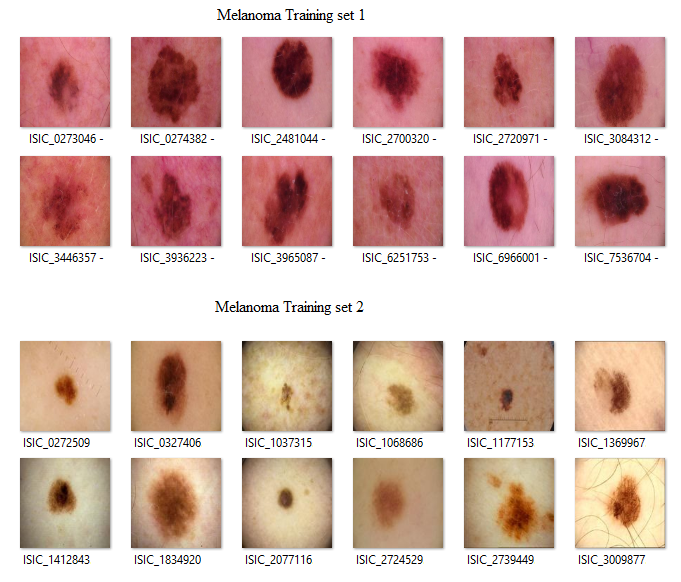 Melanoma Training set 1
ISIC_0273046 - ISIC_0274382 - ISIC_2481044 - ISIC_2700320 - ISIC_2720971 - ISIC_3084312 -
ISIC_3446357 - ISIC_3936223 - ISIC_3965087 - ISIC_6251753 - ISIC_6966001 - ISIC_7536704 -
Melanoma Training set 2
ISIC_0272509 ISIC_0327406 ISIC_1037315 ISIC_1068686 ISIC_1177153 ISIC_1369967
ISIC_1412843 ISIC_1834920 ISIC_2077116 ISIC_2724529 ISIC_2739449 ISIC_3009877